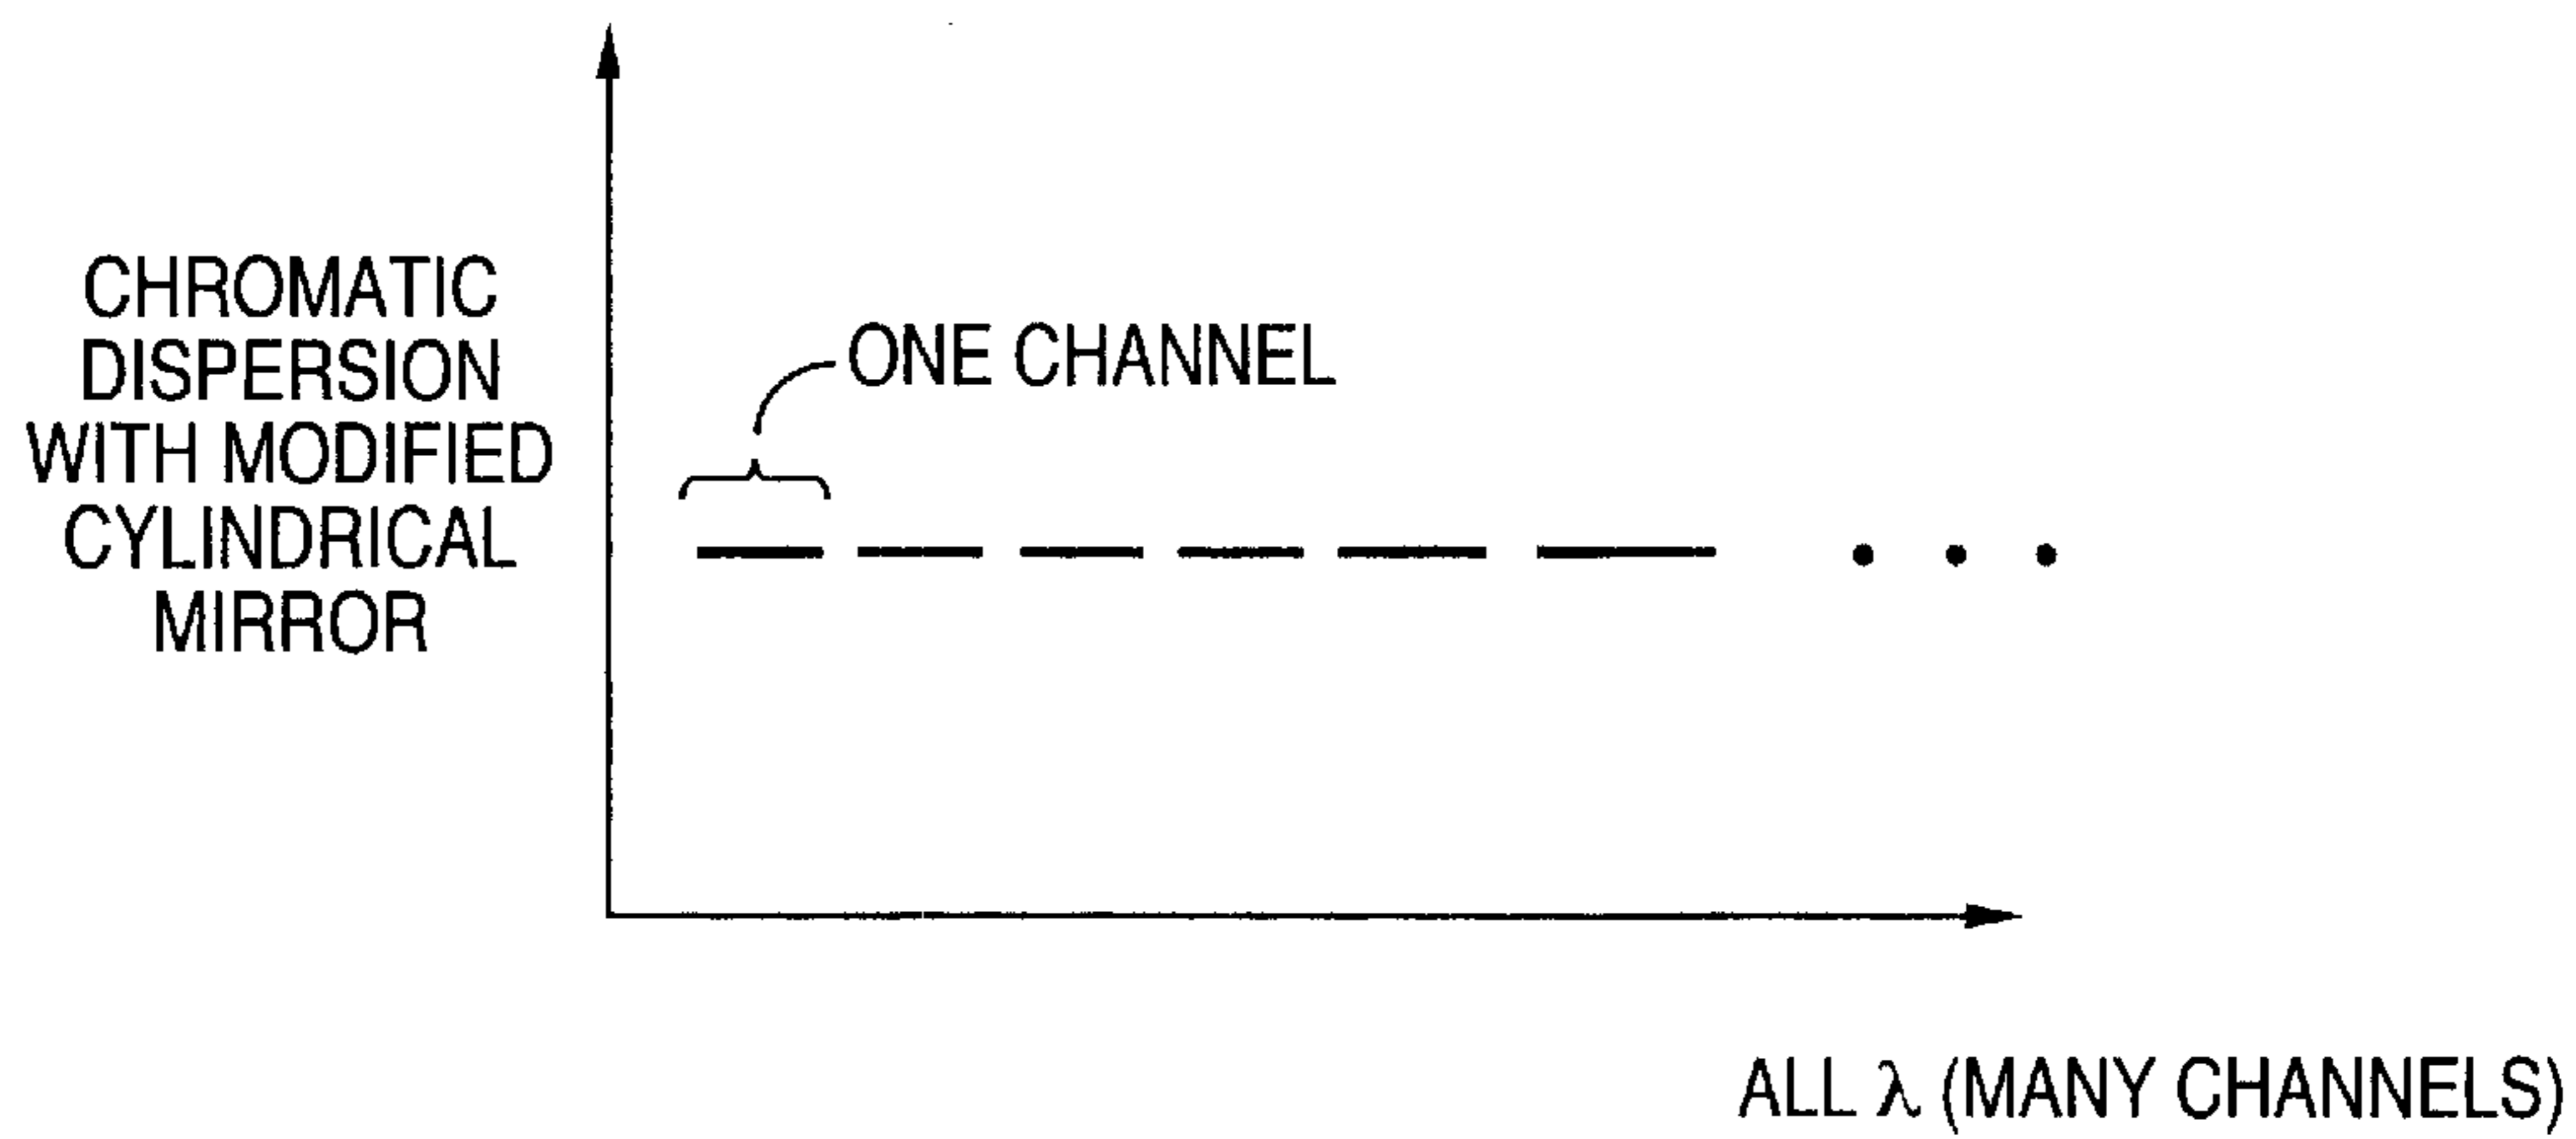 CHROMATIC
DISPERSION
WITH MODIFIED
CYLINDRICAL
MIRROR
ONE CHANNEL
ALL λ (MANY CHANNELS)